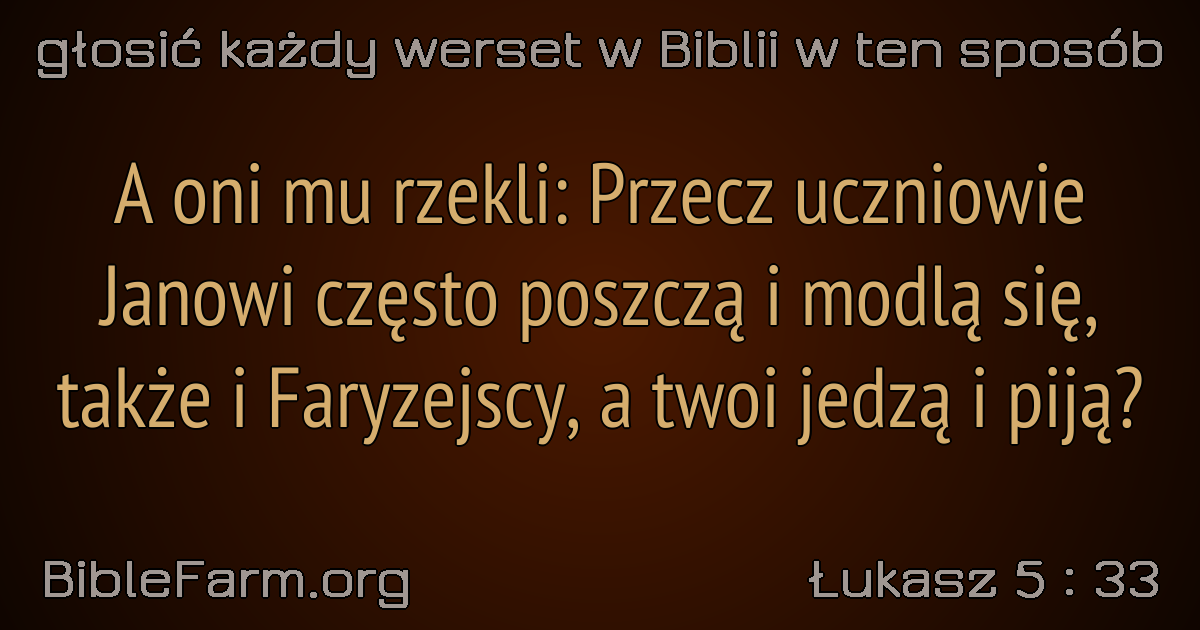 głosić każdy werset w Biblii w ten sposób
A oni mu rzekli: Przecz uczniowie
Janowi często poszczą i modlą się,
także i Faryzejscy, a twoi jedzą i piją?
BibleFarm.org
Łukasz 5 : 33